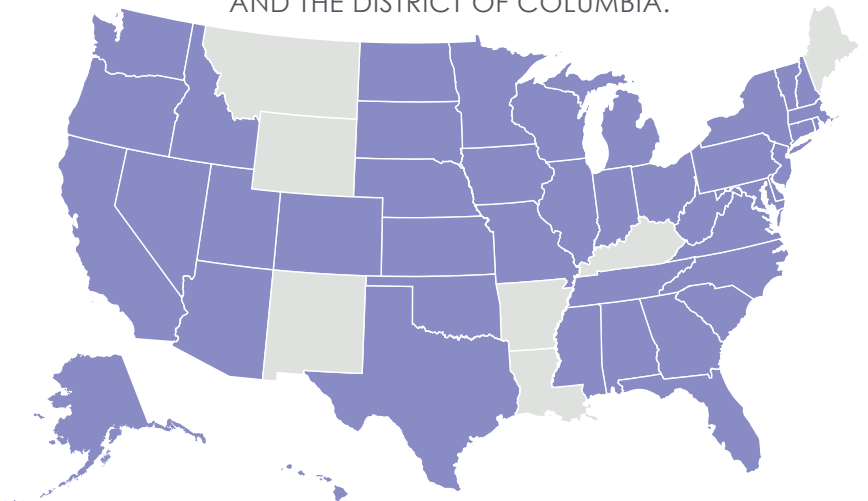 AND THE DISTRICT OF COLUMBIA.